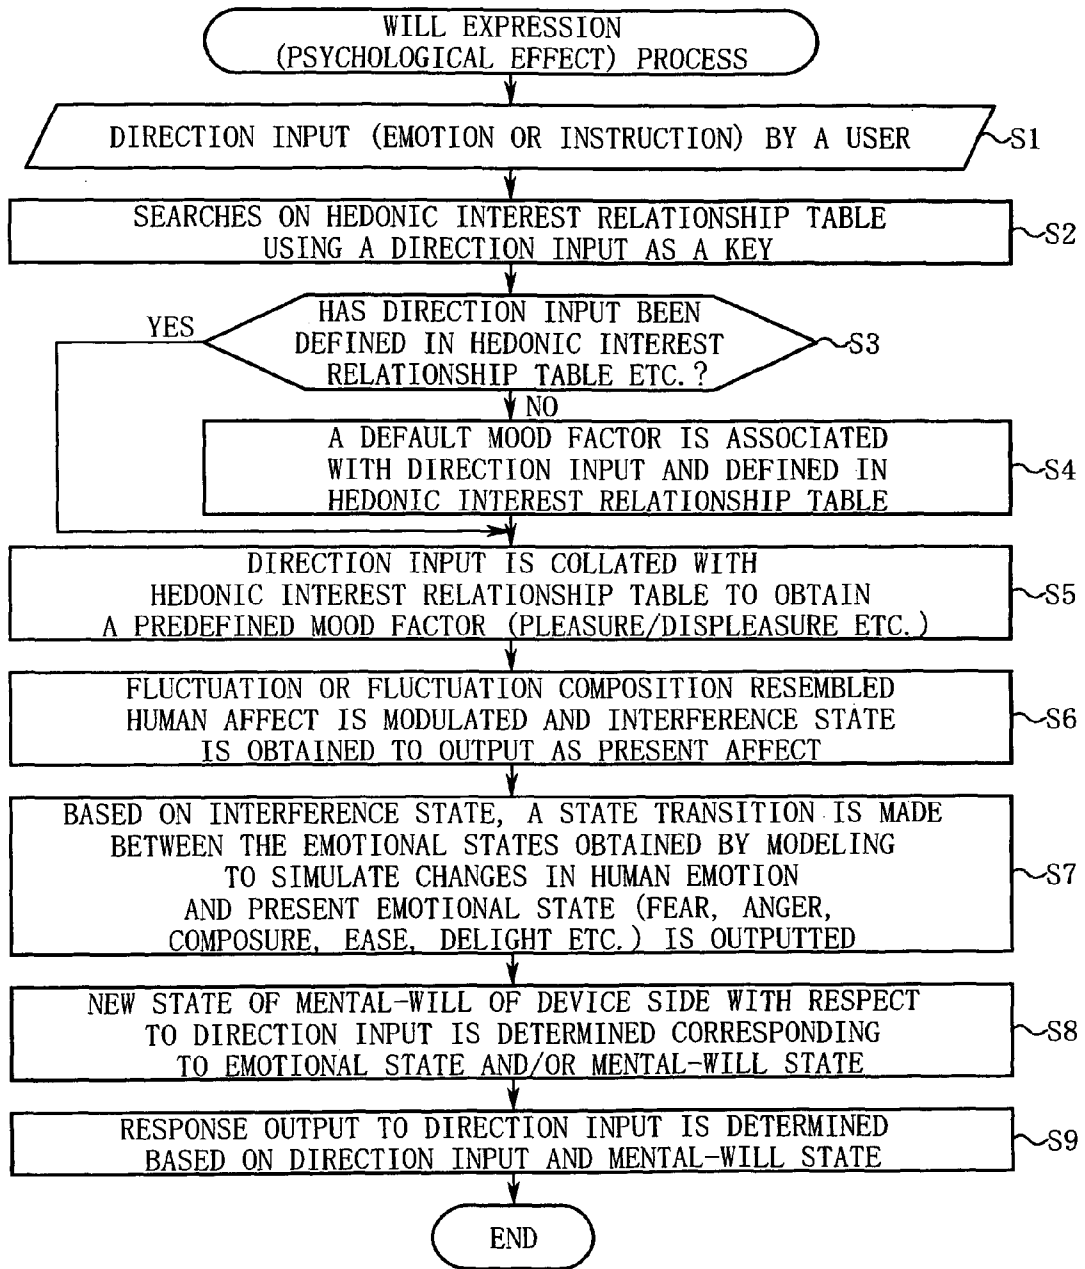 WILL EXPRESSION
(PSYCHOLOGICAL EFFECT) PROCESS
DIRECTION INPUT (EMOTION OR INSTRUCTION) BY A USER
S1
SEARCHES ON HEDONIC INTEREST RELATIONSHIP TABLE
USING A DIRECTION INPUT AS A KEY
S2
HAS DIRECTION INPUT BEEN
DEFINED IN HEDONIC INTEREST
RELATIONSHIP TABLE ETC.?
S3
YES
NO
A DEFAULT MOOD FACTOR IS ASSOCIATED
WITH DIRECTION INPUT AND DEFINED IN
HEDONIC INTEREST RELATIONSHIP TABLE
S4
DIRECTION INPUT IS COLLATED WITH
HEDONIC INTEREST RELATIONSHIP TABLE TO OBTAIN
A PREDEFINED MOOD FACTOR (PLEASURE/DISPLEASURE ETC.)
S5
FLUCTUATION OR FLUCTUATION COMPOSITION RESEMBLED
HUMAN AFFECT IS MODULATED AND INTERFERENCE STATE
IS OBTAINED TO OUTPUT AS PRESENT AFFECT
S6
BASED ON INTERFERENCE STATE, A STATE TRANSITION IS MADE
BETWEEN THE EMOTIONAL STATES OBTAINED BY MODELING
TO SIMULATE CHANGES IN HUMAN EMOTION
AND PRESENT EMOTIONAL STATE (FEAR, ANGER,
COMPOSURE, EASE, DELIGHT ETC.) IS OUTPUTTED
S7
NEW STATE OF MENTAL-WILL OF DEVICE SIDE WITH RESPECT
TO DIRECTION INPUT IS DETERMINED CORRESPONDING
TO EMOTIONAL STATE AND/OR MENTAL-WILL STATE
S8
RESPONSE OUTPUT TO DIRECTION INPUT IS DETERMINED
BASED ON DIRECTION INPUT AND MENTAL-WILL STATE
S9
END